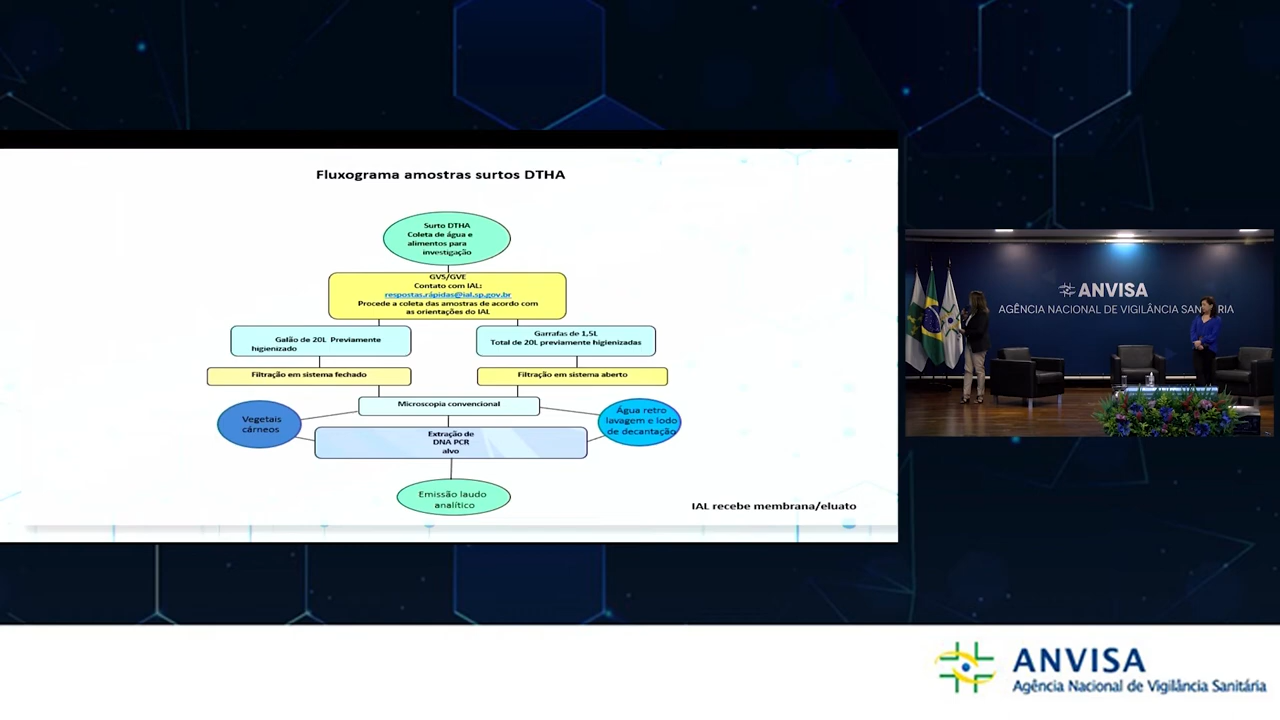 Fluxograma amostras surtos DTHA
Surto DTHA
Coleta de água e
alimentos para
investigação
GVS/GVE
Contato com IAL:
respostas.rápidas@ial.sp.gov.br
Procede a coleta das amostras de acordo com
as orientações do IAL
Galão de 20L Previamente
higienizado
Garrafas de 1,5L
Total de 20L previamente higienizadas
Filtração em sistema fechado
Filtração em sistema aberto
Microscopia convencional
Vegetais
cárneos
Água retro
lavagem e lodo
de decantação
Extração de
DNA PCR
alvo
Emissão laudo
analítico
IAL recebe membrana/eluato
ANVISA
AGÊNCIA NACIONAL DE VIGILÂNCIA SANITÁRIA
ANVISA
Agência Nacional de Vigilância Sanitária